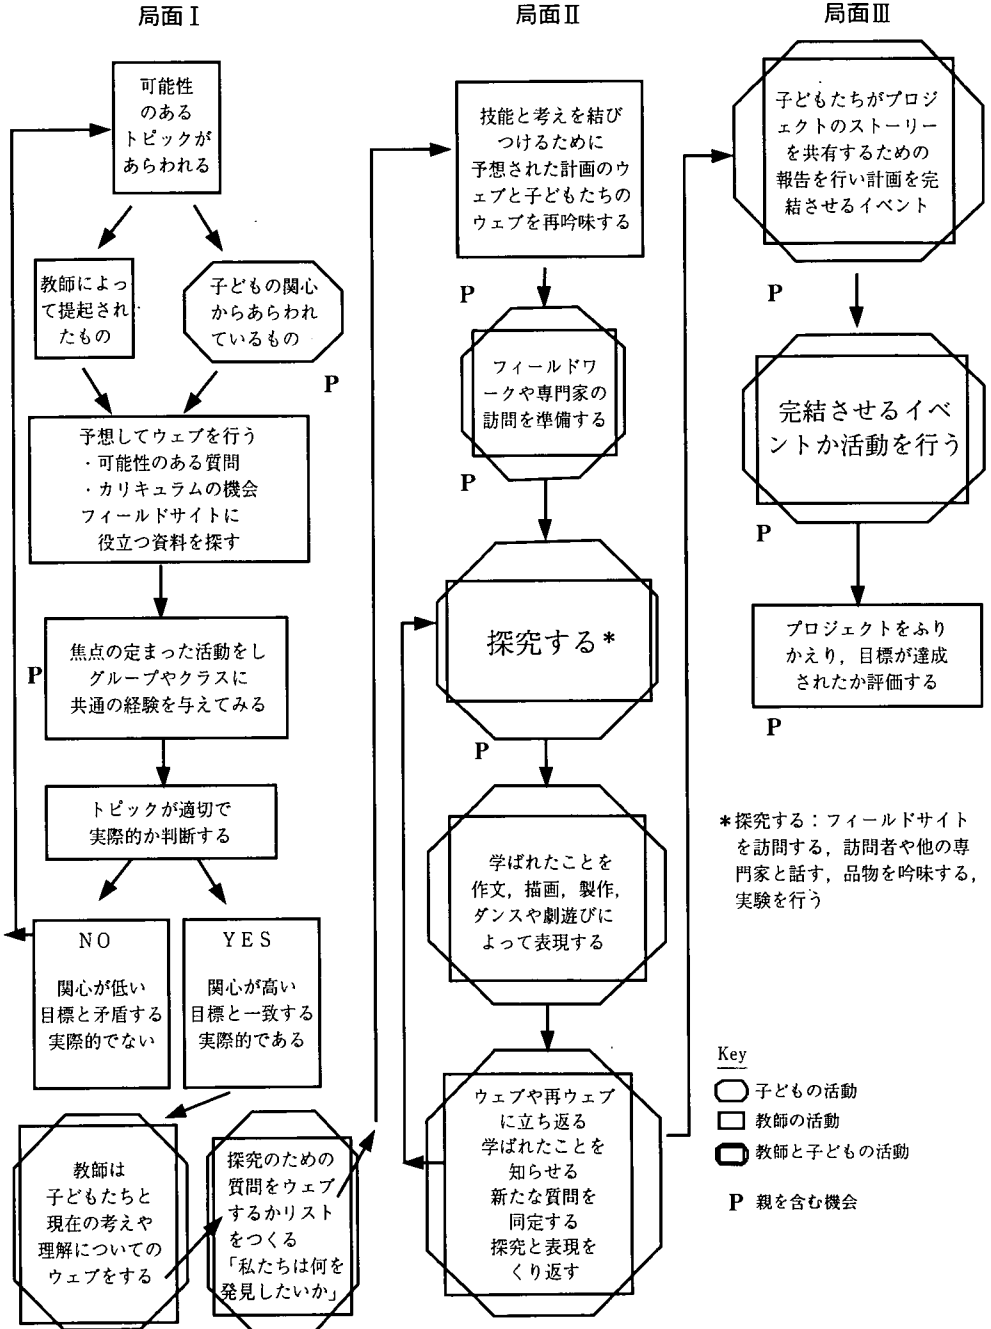 局面Ⅰ
可能性
のある
トピックが
あらわれる
教師によっ
て提起され
たもの
子どもの関心
からあらわれ
ているもの
P
予想してウェブを行う
・可能性のある質問
・カリキュラムの機会
フィールドサイトに
役立つ資料を探す
P
焦点の定まった活動をし
グループやクラスに
共通の経験を与えてみる
トピックが適切で
実際的か判断する
NO
関心が低い
目標と矛盾する
実際的でない
YES
関心が高い
目標と一致する
実際的である
教師は
子どもたちと
現在の考えや
理解についての
ウェブをする
探究のための
質問をウェブ
するかリスト
をつくる
「私たちは何を
発見したいか」
局面Ⅱ
技能と考えを結び
つけるために
予想された計画のウ
ェブと子どもたちの
ウェブを再吟味する
P
フィールドワ
ークや専門家の
訪問を準備する
P
探究する*
P
学ばれたことを
作文，描画，製作，
ダンスや劇遊びに
よって表現する
ウェブや再ウェブ
に立ち返る
学ばれたことを
知らせる
新たな質問を
同定する
探究と表現を
くり返す
局面Ⅲ
子どもたちがプロジ
ェクトのストーリー
を共有するための
報告を行い計画を完
結させるイベント
P
完結させるイベ
ントか活動を行う
P
プロジェクトをふり
かえり，目標が達成
されたか評価する
P
*探究する：フィールドサイト
を訪問する，訪問者や他の専
門家と話す，品物を吟味する，
実験を行う
Key
子どもの活動
教師の活動
教師と子どもの活動
P 親を含む機会